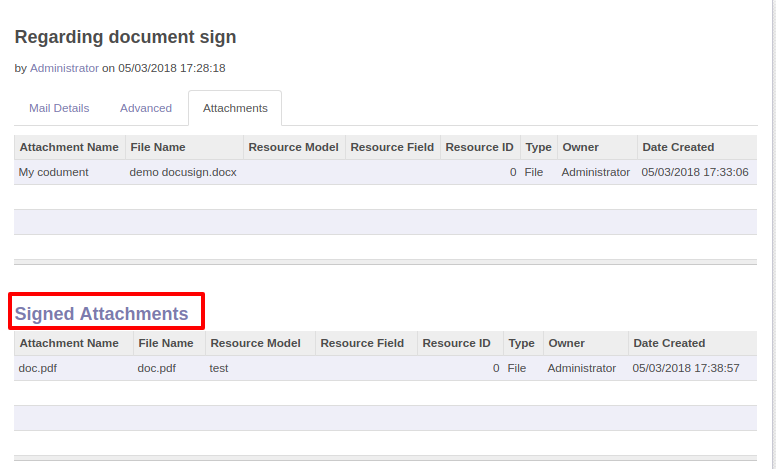 Regarding document sign
by Administrator on 05/03/2018 17:28:18
Mail Details Advanced Attachments
Attachment Name File Name Resource Model Resource Field Resource ID Type Owner Date Created
My codument demo docusign.docx 0 File Administrator 05/03/2018 17:33:06
Signed Attachments
Attachment Name File Name Resource Model Resource Field Resource ID Type Owner Date Created
doc.pdf doc.pdf test 0 File Administrator 05/03/2018 17:38:57